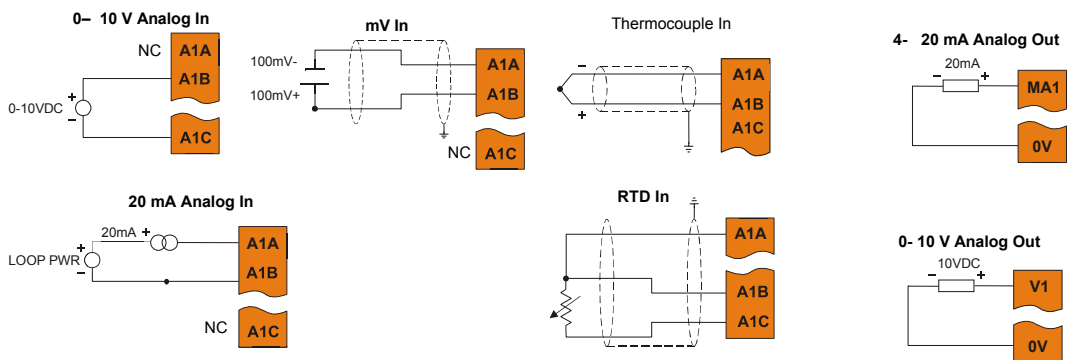 0– 10 V Analog In
NC A1A
A1B
+
0-10VDC
–
A1C
mV In
100mV-
100mV+
A1A
A1B
NC A1C
Thermocouple In
–
+
A1A
A1B
A1C
4- 20 mA Analog Out
20mA
– +
MA1
0V
20 mA Analog In
20mA +
+
LOOP PWR
–
A1A
A1B
NC A1C
RTD In
A1A
A1B
A1C
0- 10 V Analog Out
10VDC
– +
V1
0V